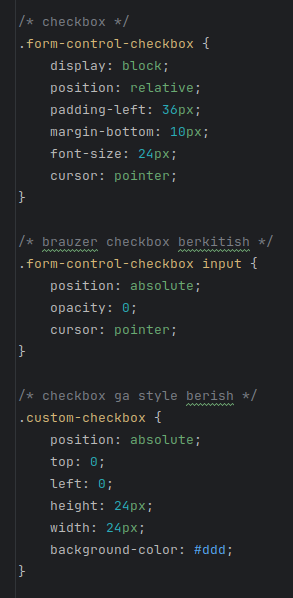 /* checkbox */
.form-control-checkbox {
    display: block;
    position: relative;
    padding-left: 36px;
    margin-bottom: 10px;
    font-size: 24px;
    cursor: pointer;
}

/* brauzer checkbox berkitish */
.form-control-checkbox input {
    position: absolute;
    opacity: 0;
    cursor: pointer;
}

/* checkbox ga style berish */
.custom-checkbox {
    position: absolute;
    top: 0;
    left: 0;
    height: 24px;
    width: 24px;
    background-color: #ddd;
}